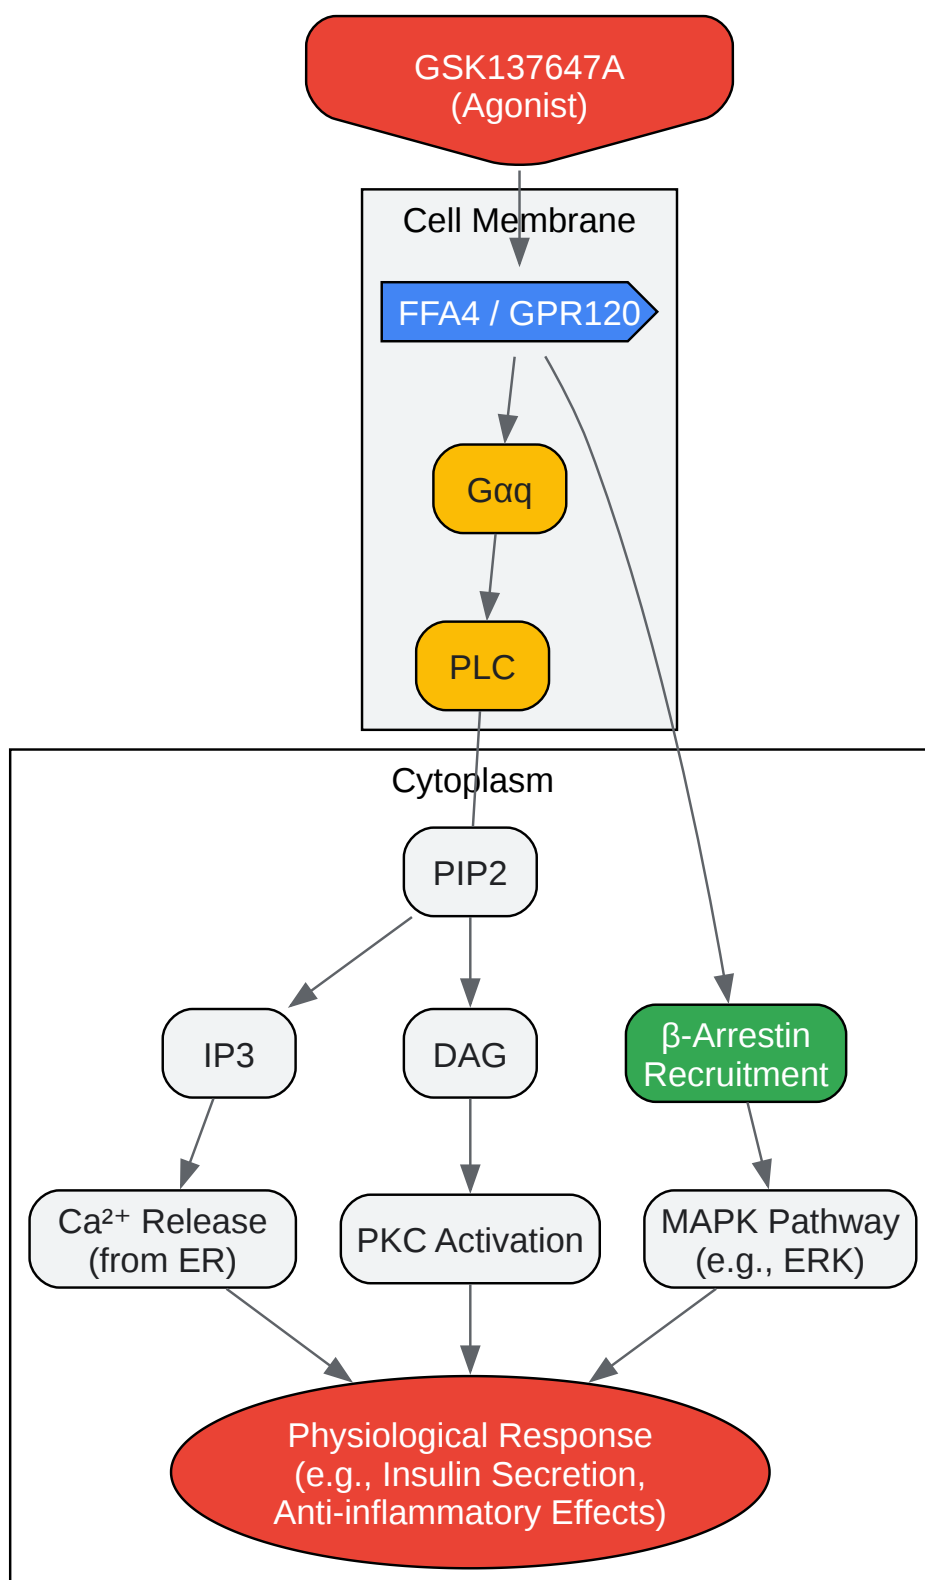 GSK137647A
(Agonist)
Cell Membrane
FFA4 / GPR120
Gαq
PLC
Cytoplasm
PIP2
IP3
DAG
β-Arrestin
Recruitment
Ca²⁺ Release
(from ER)
PKC Activation
MAPK Pathway
(e.g., ERK)
Physiological Response
(e.g., Insulin Secretion,
Anti-inflammatory Effects)